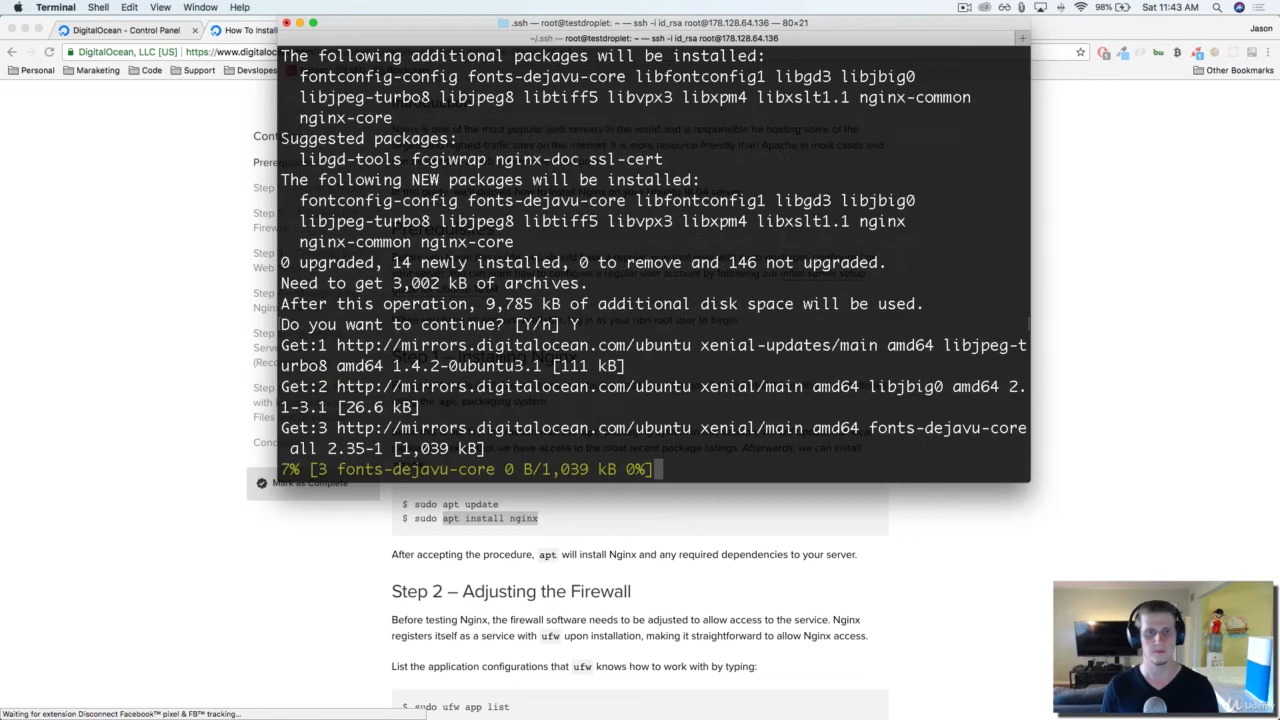 Terminal Shell Edit View Window Help
98% Sat 11:43 AM
.ssh — root@testdroplet: ~ — ssh -i id_rsa root@178.128.64.136 — 80×21
~/.ssh — root@testdroplet: ~ — ssh -i id_rsa root@178.128.64.136
DigitalOcean - Control Panel
How To Install
Jason
DigitalOcean, LLC [US]
https://www.digitaloc
Personal Maraketing Code Support Develope
Other Bookmarks
The following additional packages will be installed:
fontconfig-config fonts-dejavu-core libfontconfig1 libgd3 libjbig0
libjpeg-turbo8 libjpeg8 libtiff5 libvpx3 libxpm4 libxslt1.1 nginx-common
nginx-core
Suggested packages:
libgd-tools fcgiwrap nginx-doc ssl-cert
The following NEW packages will be installed:
fontconfig-config fonts-dejavu-core libfontconfig1 libgd3 libjbig0
libjpeg-turbo8 libjpeg8 libtiff5 libvpx3 libxpm4 libxslt1.1 nginx
nginx-common nginx-core
0 upgraded, 14 newly installed, 0 to remove and 146 not upgraded.
Need to get 3,002 kB of archives.
After this operation, 9,785 kB of additional disk space will be used.
Do you want to continue? [Y/n] Y
Get:1 http://mirrors.digitalocean.com/ubuntu xenial-updates/main amd64 libjpeg-t
urbo8 amd64 1.4.2-0ubuntu3.1 [111 kB]
Get:2 http://mirrors.digitalocean.com/ubuntu xenial/main amd64 libjbig0 amd64 2.
1-3.1 [26.6 kB]
Get:3 http://mirrors.digitalocean.com/ubuntu xenial/main amd64 fonts-dejavu-core
all 2.35-1 [1,039 kB]
7% [3 fonts-dejavu-core 0 B/1,039 kB 0%]
Cont
Prerequis
Step
Step
Firew
Step
Web
Step
Ngin
Step
Serve
(Reco
Step
with
Files
Conc
Mark as Complete
$ sudo apt update
$ sudo apt install nginx
After accepting the procedure, apt will install Nginx and any required dependencies to your server.
Step 2 – Adjusting the Firewall
Before testing Nginx, the firewall software needs to be adjusted to allow access to the service. Nginx
registers itself as a service with ufw upon installation, making it straightforward to allow Nginx access.
List the application configurations that ufw knows how to work with by typing:
$ sudo ufw app list
Waiting for extension Disconnect Facebook™ pixel & FB™ tracking...
Udemy